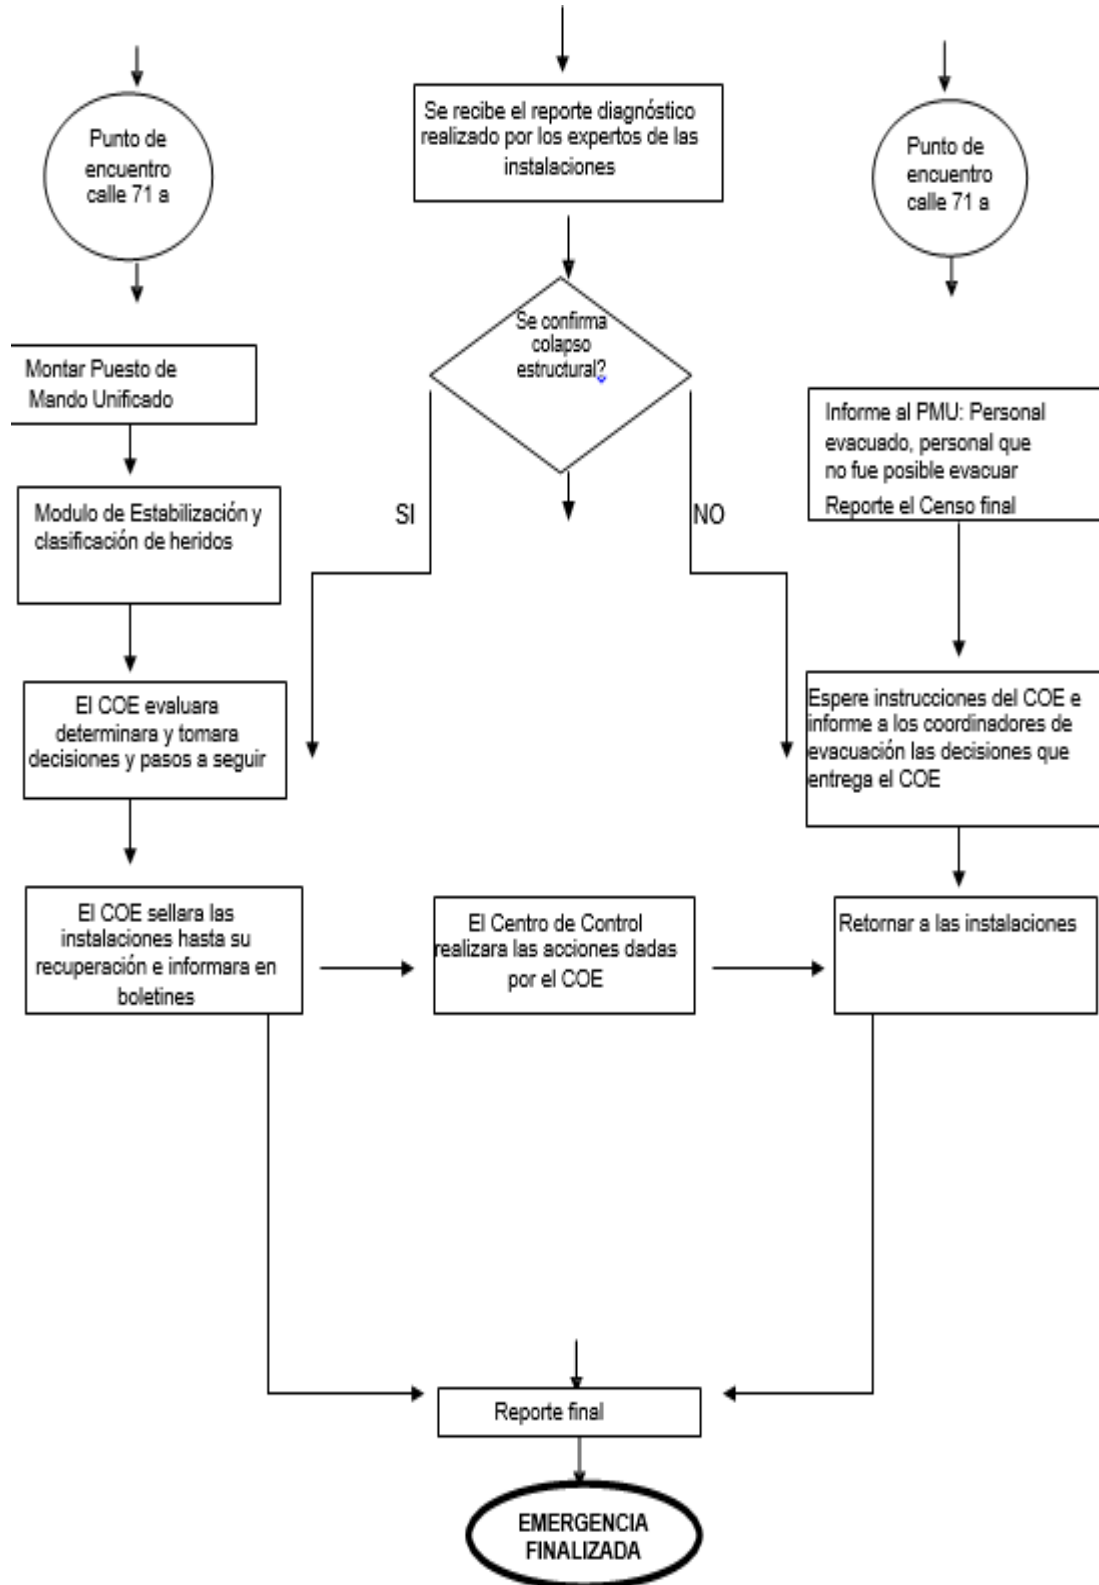 Punto de
encuentro
calle 71 a
Se recibe el reporte diagnóstico
realizado por los expertos de las
instalaciones
Punto de
encuentro
calle 71 a
Se confirma
colapso
estructural?
Montar Puesto de
Mando Unificado
Informe al PMU: Personal
evacuado, personal que
no fue posible evacuar
Reporte el Censo final
Modulo de Estabilización y
clasificación de heridos
SI
NO
El COE evaluara
determinara y tomara
decisiones y pasos a seguir
Espere instrucciones del COE e
informe a los coordinadores de
evacuación las decisiones que
entrega el COE
El COE sellara las
instalaciones hasta su
recuperación e informara en
boletines
El Centro de Control
realizara las acciones dadas
por el COE
Retornar a las instalaciones
Reporte final
EMERGENCIA
FINALIZADA